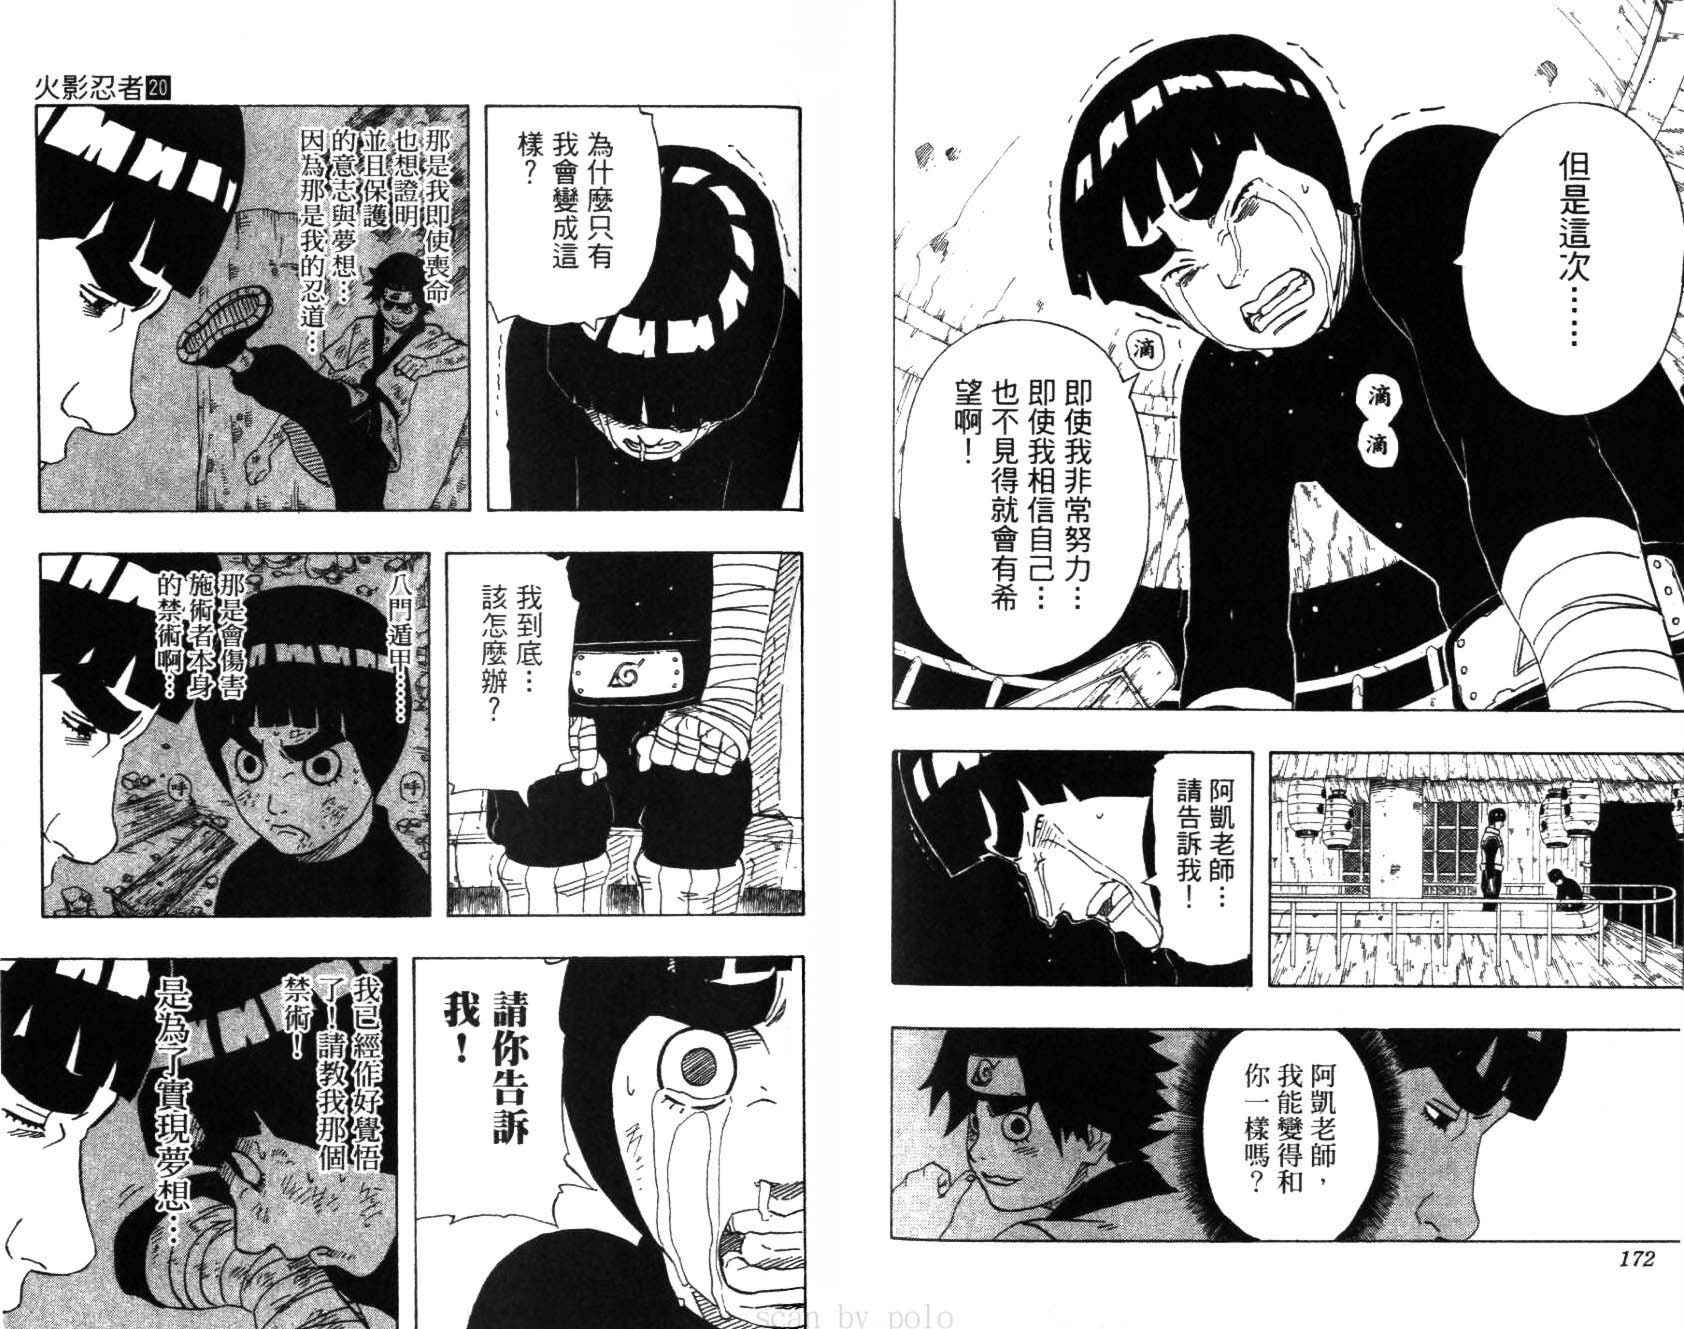 但是這次……
滴
滴
滴
即使我非常努力…
即使我相信自己…
也不見得就會有希
望啊！
阿凱老師…
請告訴我！
阿凱老師，
我能變得和
你一樣嗎？
172
火影忍者20
為什麼只有
我會變成這
樣？
那是我即使喪命
也想證明
並且保護
的意志與夢想…
因為那是我的忍道…
我到底…
該怎麼辦？
八門遁甲……
那是會傷害
施術者本身
的禁術啊…
呼
呼
請你告訴
我！
我已經作好覺悟
了！請教我那個
禁術！
是為了實現夢想…
scan by polo